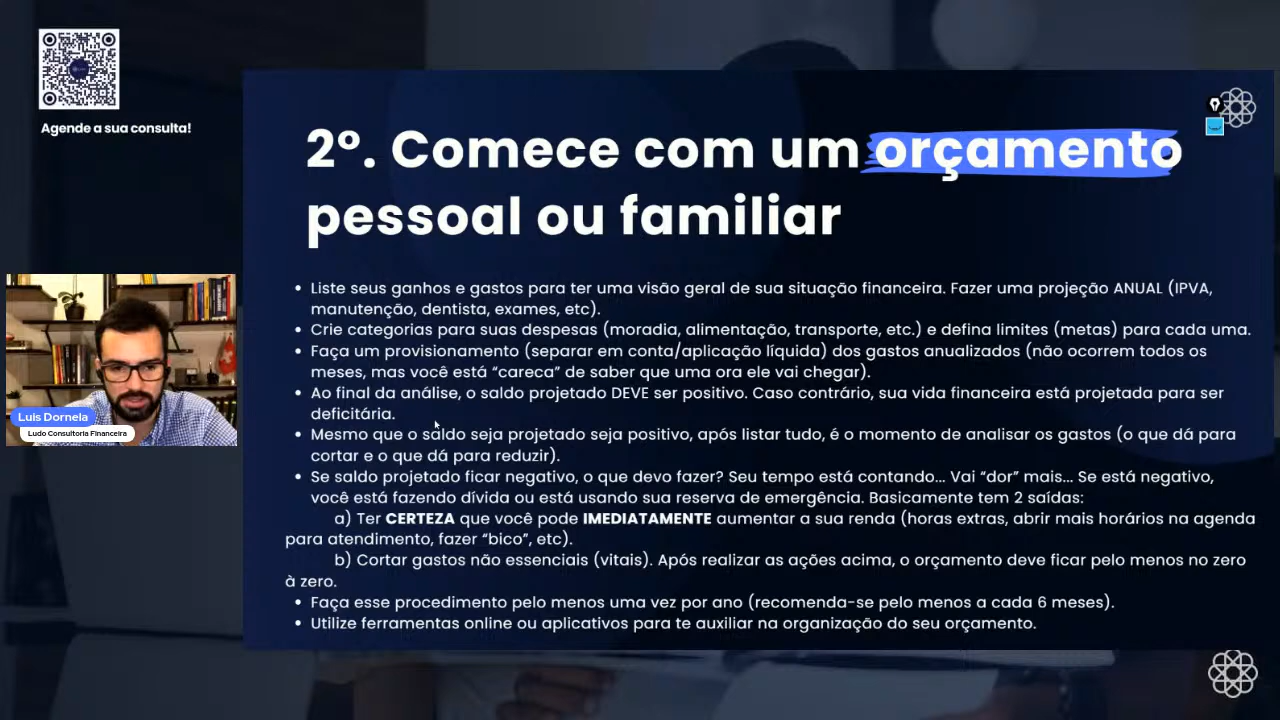 Agende a sua consulta!
2º. Comece com um orçamento
pessoal ou familiar
• Liste seus ganhos e gastos para ter uma visão geral de sua situação financeira. Fazer uma projeção ANUAL (IPVA,
manutenção, dentista, exames, etc).
• Crie categorias para suas despesas (moradia, alimentação, transporte, etc.) e defina limites (metas) para cada uma.
• Faça um provisionamento (separar em conta/aplicação líquida) dos gastos anualizados (não ocorrem todos os
meses, mas você está “careca” de saber que uma ora ele vai chegar).
• Ao final da análise, o saldo projetado DEVE ser positivo. Caso contrário, sua vida financeira está projetada para ser
deficitária.
• Mesmo que o saldo seja projetado seja positivo, após listar tudo, é o momento de analisar os gastos (o que dá para
cortar e o que dá para reduzir).
• Se saldo projetado ficar negativo, o que devo fazer? Seu tempo está contando... Vai “dor” mais... Se está negativo,
você está fazendo dívida ou está usando sua reserva de emergência. Basicamente tem 2 saídas:
a) Ter CERTEZA que você pode IMEDIATAMENTE aumentar a sua renda (horas extras, abrir mais horários na agenda
para atendimento, fazer “bico”, etc).
b) Cortar gastos não essenciais (vitais). Após realizar as ações acima, o orçamento deve ficar pelo menos no zero
à zero.
• Faça esse procedimento pelo menos uma vez por ano (recomenda-se pelo menos a cada 6 meses).
• Utilize ferramentas online ou aplicativos para te auxiliar na organização do seu orçamento.
Luis Dornela
Ludo Consultoria Financeira